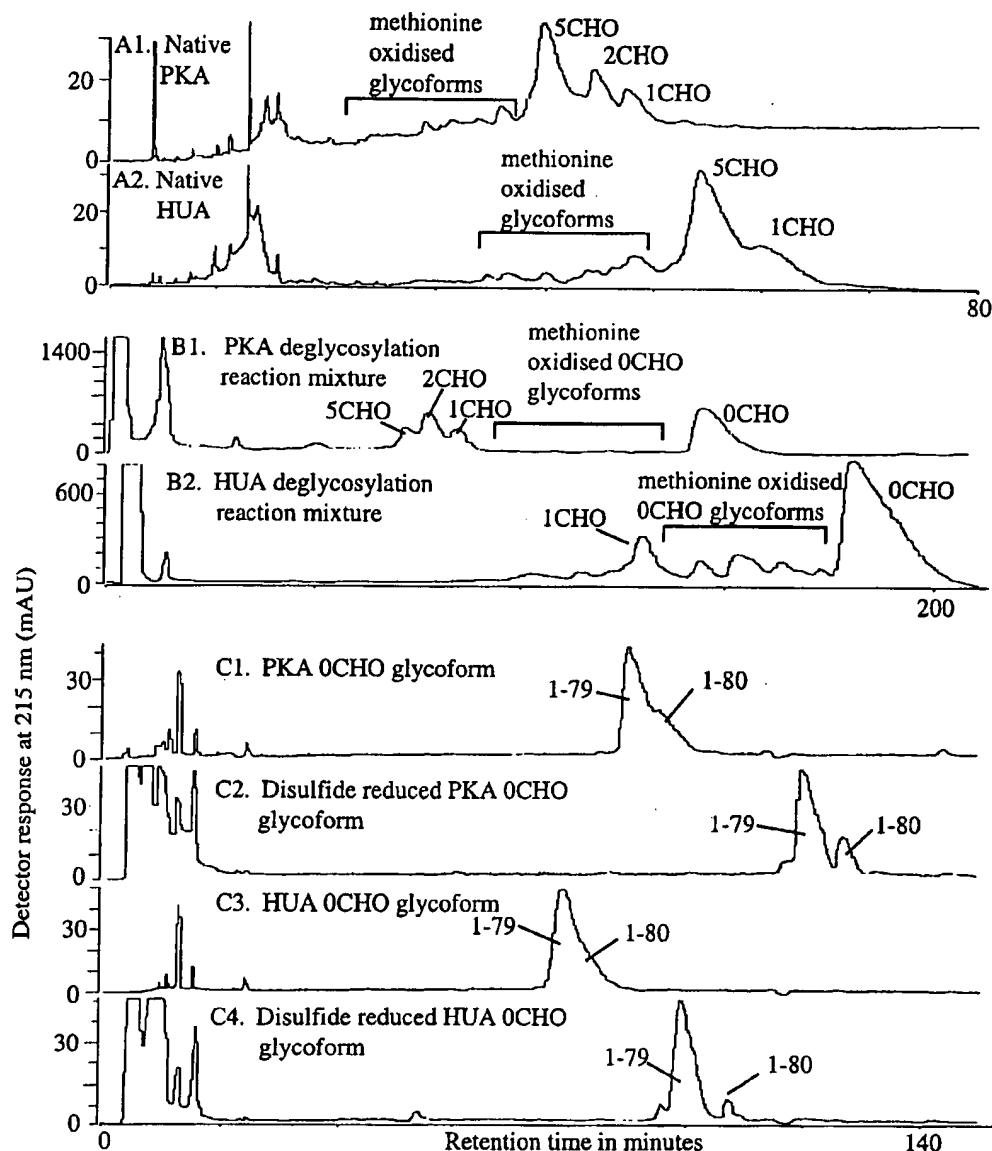 A1. Native
PKA
methionine
oxidised
glycoforms
5CHO
2CHO
1CHO
20
0
A2. Native
HUA
methionine
oxidised
glycoforms
5CHO
1CHO
20
0
80
1400
0
B1. PKA deglycosylation
reaction mixture
5CHO
2CHO
1CHO
methionine
oxidised 0CHO
glycoforms
0CHO
600
0
B2. HUA deglycosylation
reaction mixture
1CHO
methionine oxidised
0CHO glycoforms
0CHO
200
Detector response at 215 nm (mAU)
30
0
C1. PKA 0CHO glycoform
1-79
1-80
30
0
C2. Disulfide reduced PKA 0CHO
glycoform
1-79
1-80
30
0
C3. HUA 0CHO glycoform
1-79
1-80
30
0
C4. Disulfide reduced HUA 0CHO
glycoform
1-79
1-80
0
Retention time in minutes
140